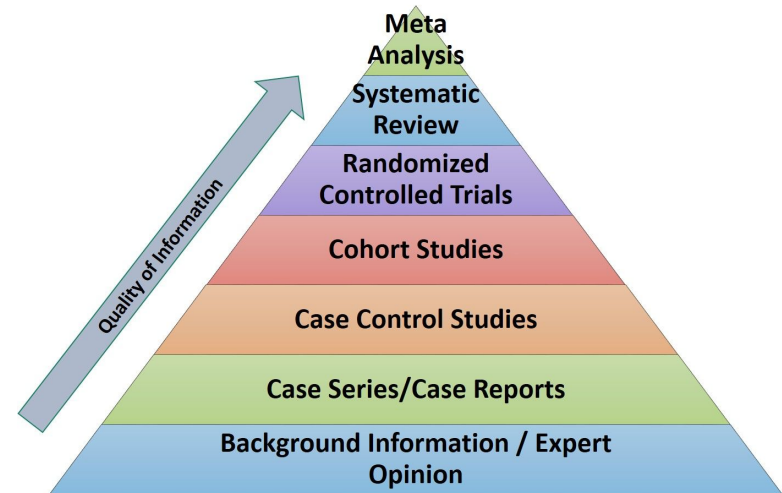 Meta
Analysis
Systematic
Review
Randomized
Controlled Trials
Cohort Studies
Case Control Studies
Case Series/Case Reports
Background Information / Expert
Opinion
Quality of Information